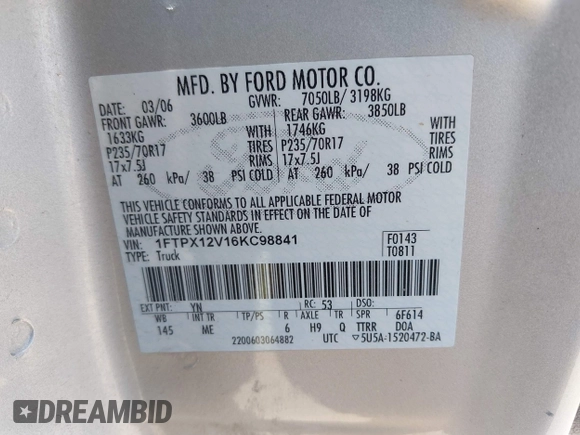 MFD. BY FORD MOTOR CO.
DATE: 03/06 GVWR: 7050LB/ 3198KG
FRONT GAWR: 3600LB REAR GAWR: 3850LB
1633KG WITH 1746KG WITH
P235/70R17 TIRES P235/70R17 TIRES
17x7.5J RIMS 17x7.5J RIMS
AT 260 kPa/ 38 PSI COLD AT 260 kPa/ 38 PSI COLD
THIS VEHICLE CONFORMS TO ALL APPLICABLE FEDERAL MOTOR
VEHICLE SAFETY STANDARDS IN EFFECT ON THE DATE OF
MANUFACTURE SHOWN ABOVE.
VIN: 1FTPX12V16KC98841 F0143
TYPE: Truck T0811
EXT PNT: YN RC: 53 DSO:
WB INT TR TP/PS R AXLE TR SPR 6F614
145 ME 6 H9 Q TTRR DOA
2200603064882 UTC ▽5U5A-1520472-BA
DREAMBID